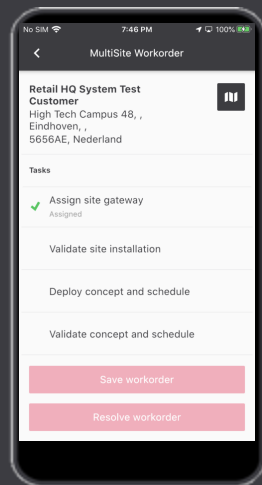 No SIM 7:46 PM 100%
MultiSite Workorder
Retail HQ System Test
Customer
High Tech Campus 48, ,
Eindhoven, ,
5656AE, Nederland
Tasks
Assign site gateway
Assigned
Validate site installation
Deploy concept and schedule
Validate concept and schedule
Save workorder
Resolve workorder